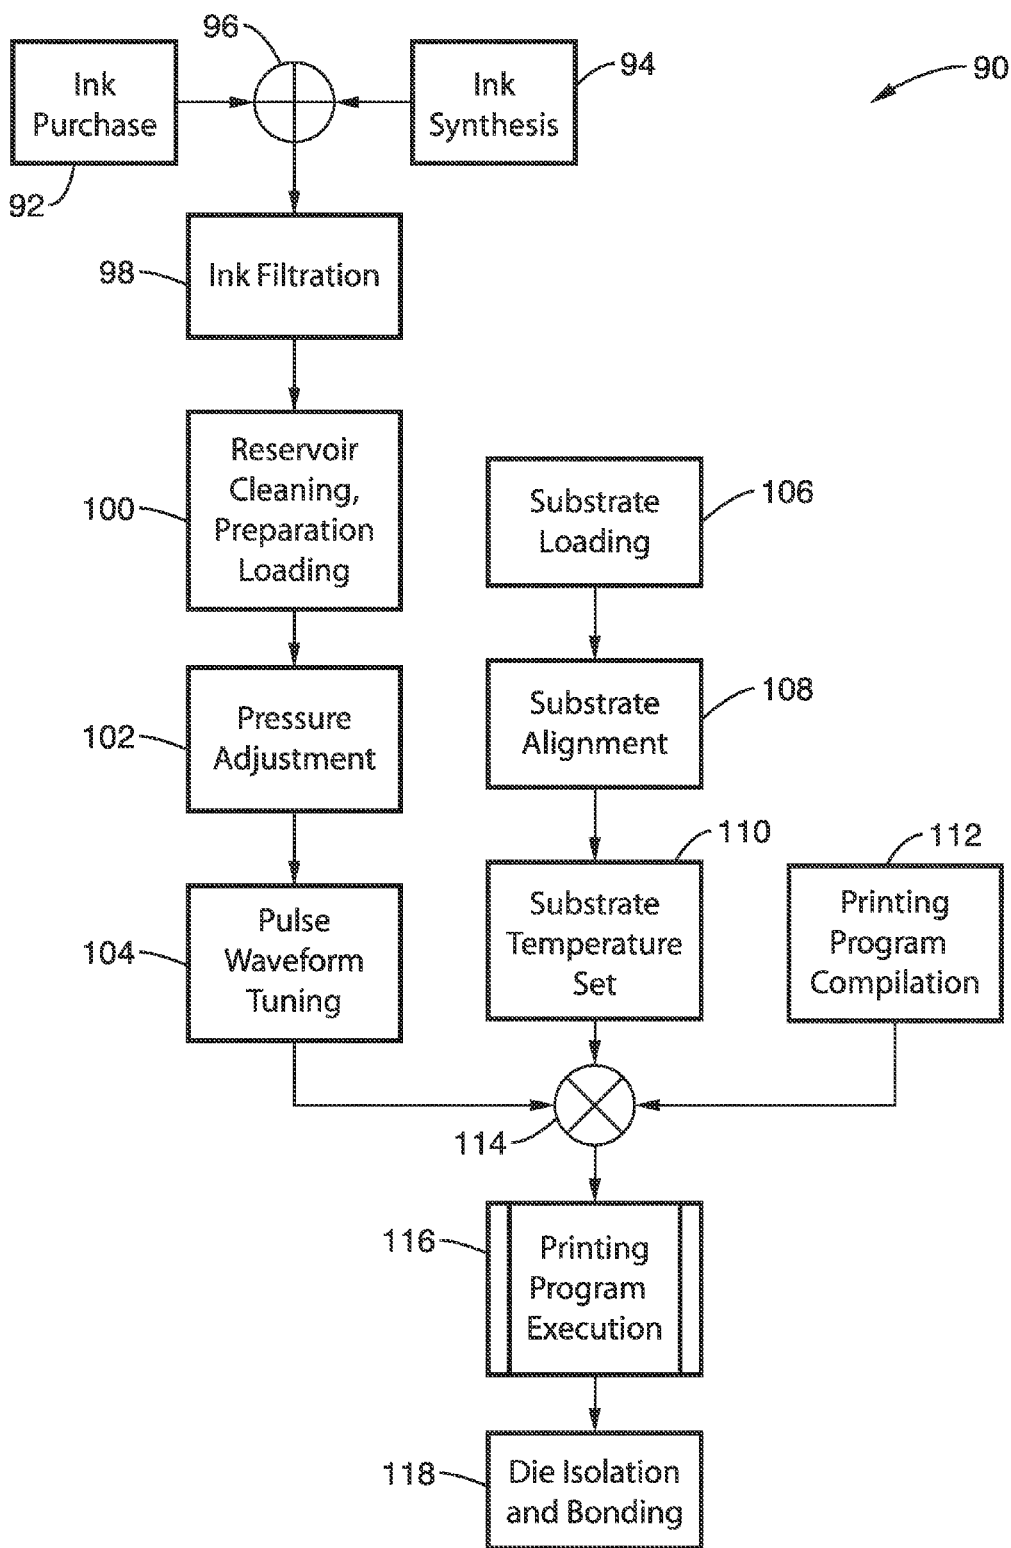 96
Ink
Purchase
Ink
Synthesis
94
90
92
98
Ink Filtration
100
Reservoir
Cleaning,
Preparation
Loading
Substrate
Loading
106
102
Pressure
Adjustment
Substrate
Alignment
108
104
Pulse
Waveform
Tuning
110
Substrate
Temperature
Set
112
Printing
Program
Compilation
114
116
Printing
Program
Execution
118
Die Isolation
and Bonding